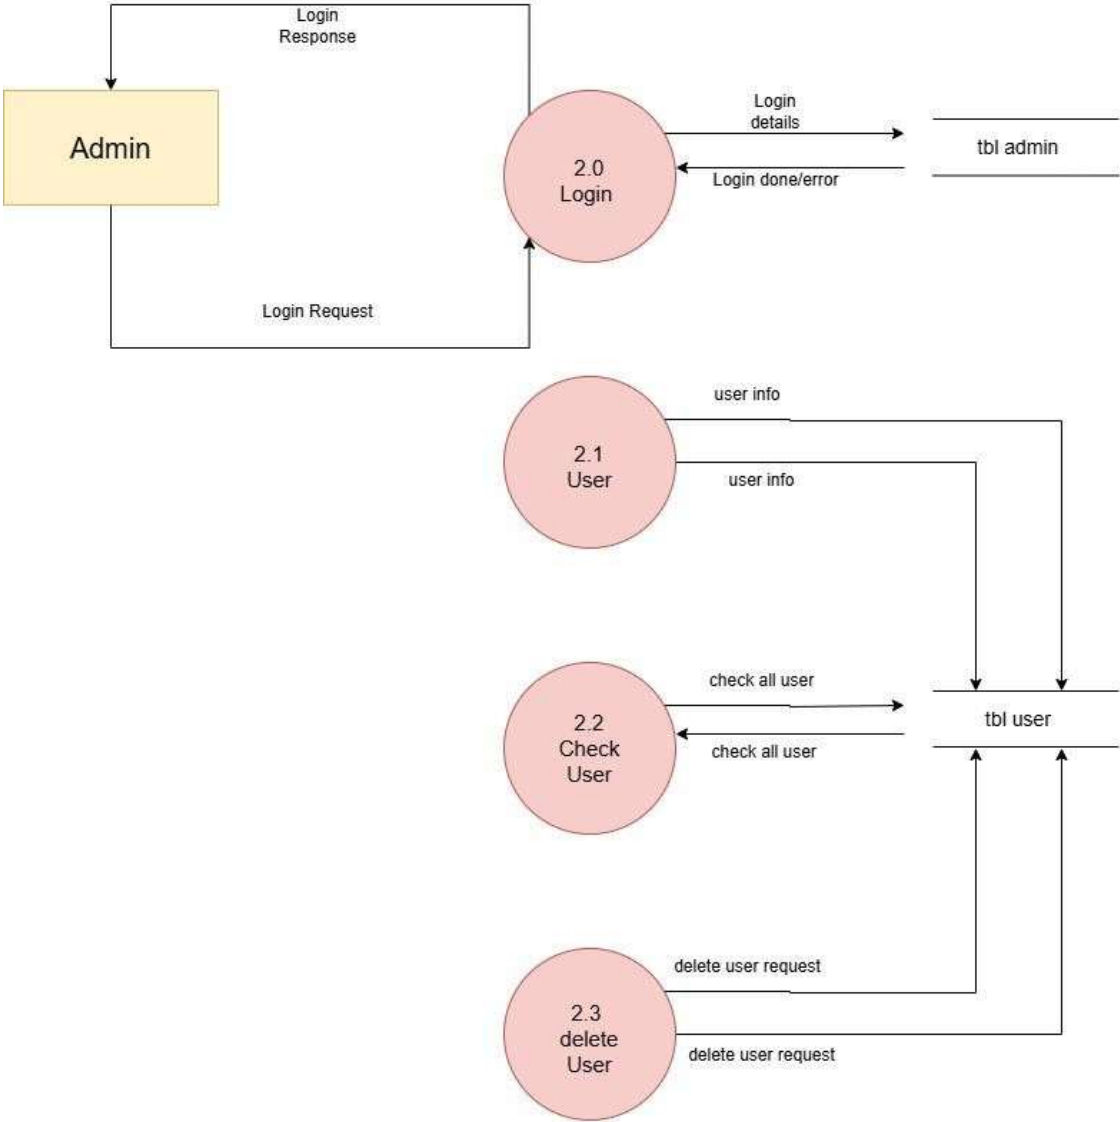 Login
Response
Admin
Login
details
2.0
Login
tbl admin
Login done/error
Login Request
user info
2.1
User
user info
check all user
2.2
Check
User
tbl user
check all user
delete user request
2.3
delete
User
delete user request